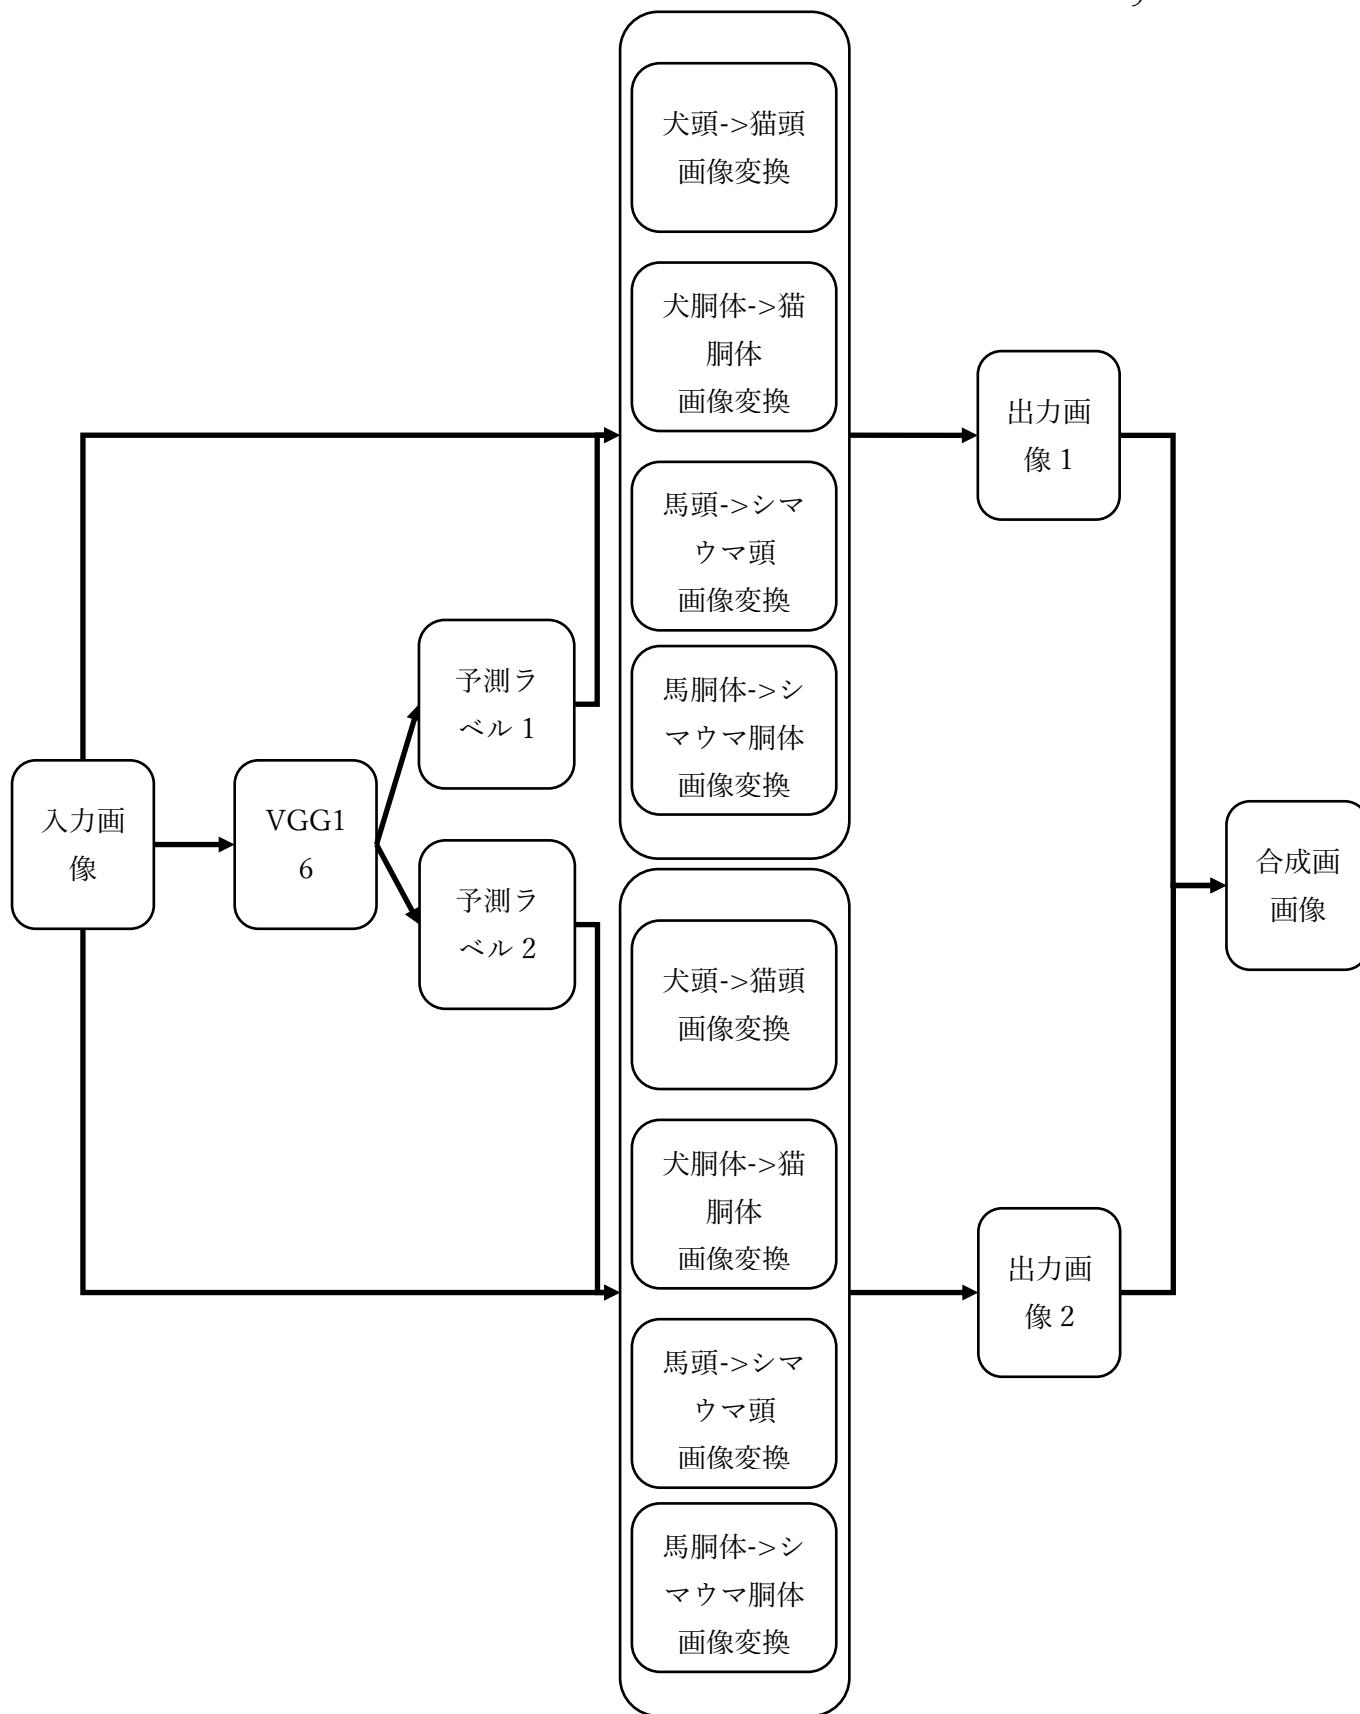 犬頭->猫頭
画像変換
犬胴体->猫
胴体
画像変換
馬頭->シマ
ウマ頭
画像変換
馬胴体->シ
マウマ胴体
画像変換
出力画
像 1
予測ラ
ベル 1
入力画
像
VGG1
6
予測ラ
ベル 2
合成画
画像
犬頭->猫頭
画像変換
犬胴体->猫
胴体
画像変換
馬頭->シマ
ウマ頭
画像変換
馬胴体->シ
マウマ胴体
画像変換
出力画
像 2